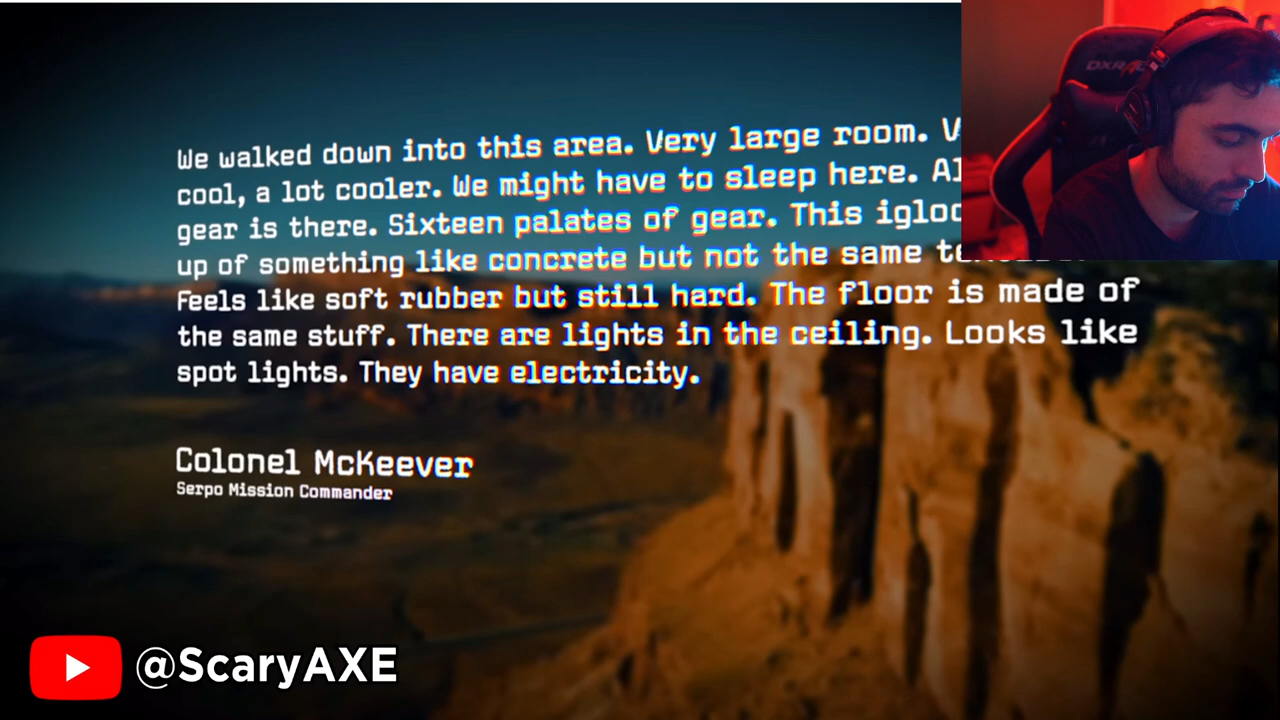 We walked down into this area. Very large room.
cool, a lot cooler. We might have to sleep here.
gear is there. Sixteen palates of gear. This
up of something like concrete but not the same
Feels like soft rubber but still hard. The floor is made of
the same stuff. There are lights in the ceiling. Looks like
spot lights. They have electricity.
Colonel McKeever
Serpo Mission Commander
@ScaryAXE